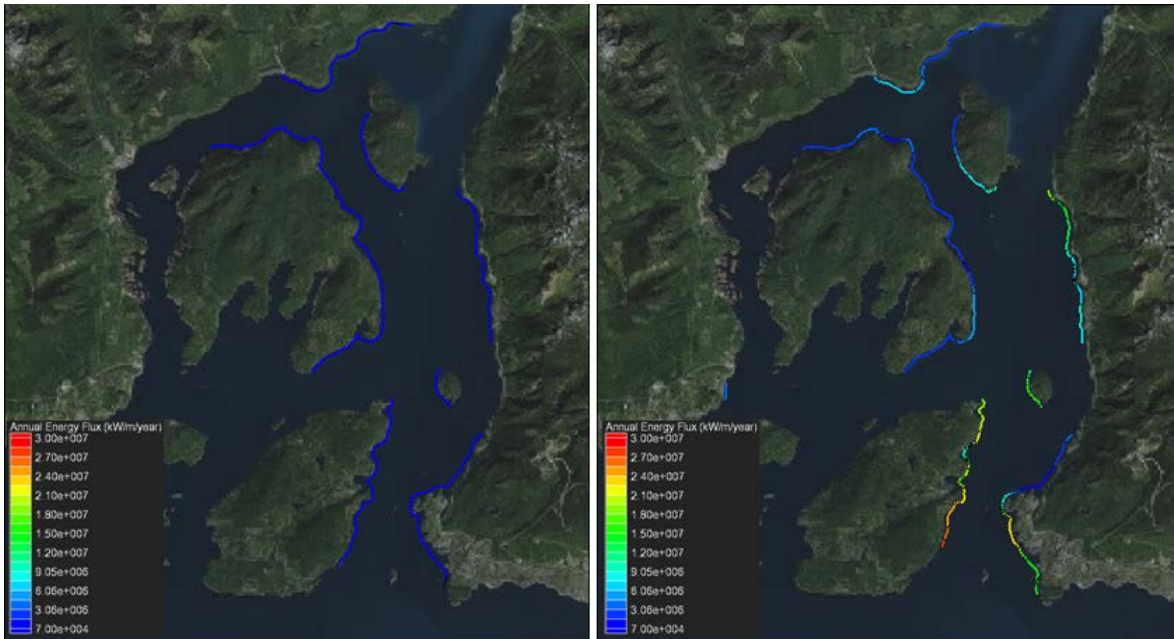 Annual Energy Flux (kW/m/year)
3.00e+007
2.70e+007
2.40e+007
2.10e+007
1.80e+007
1.50e+007
1.20e+007
9.05e+006
6.06e+006
3.06e+006
7.00e+004
Annual Energy Flux (kW/m/year)
3.00e+007
2.70e+007
2.40e+007
2.10e+007
1.80e+007
1.50e+007
1.20e+007
9.05e+006
6.06e+006
3.06e+006
7.00e+004